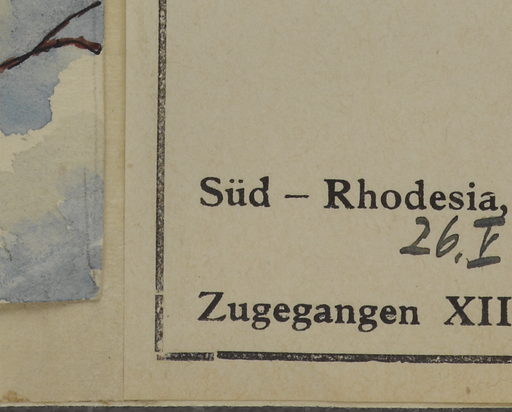 Süd – Rhodesia,
26. V
Zugegangen XII